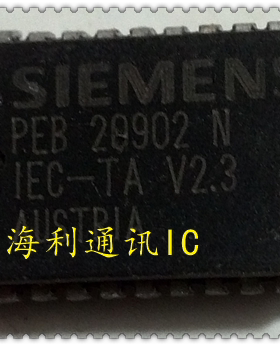 SIEMENS
PEB 20902 N
IEC-TA V2.3
AUSTRIA
海利通讯IC